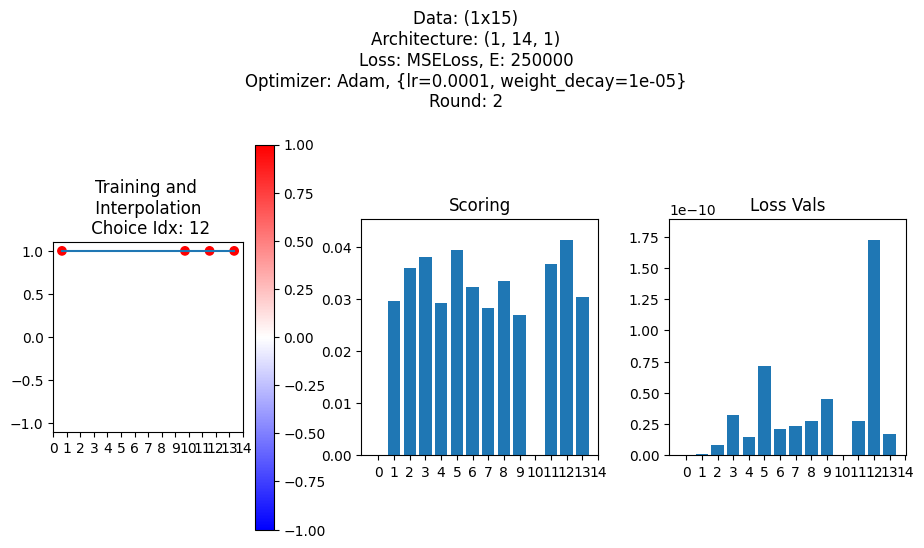 Data: (1x15)
Architecture: (1, 14, 1)
Loss: MSELoss, E: 250000
Optimizer: Adam, {lr=0.0001, weight_decay=1e-05}
Round: 2
Training and
Interpolation
Choice Idx: 12
1.0
0.5
0.0
−0.5
−1.0
0 1 2 3 4 5 6 7 8 9 10 11 12 13 14
1.00
0.75
0.50
0.25
0.00
−0.25
−0.50
−0.75
−1.00
Scoring
0.04
0.03
0.02
0.01
0.00
0 1 2 3 4 5 6 7 8 9 10 11 12 13 14
Loss Vals
1e−10
1.75
1.50
1.25
1.00
0.75
0.50
0.25
0.00
0 1 2 3 4 5 6 7 8 9 10 11 12 13 14